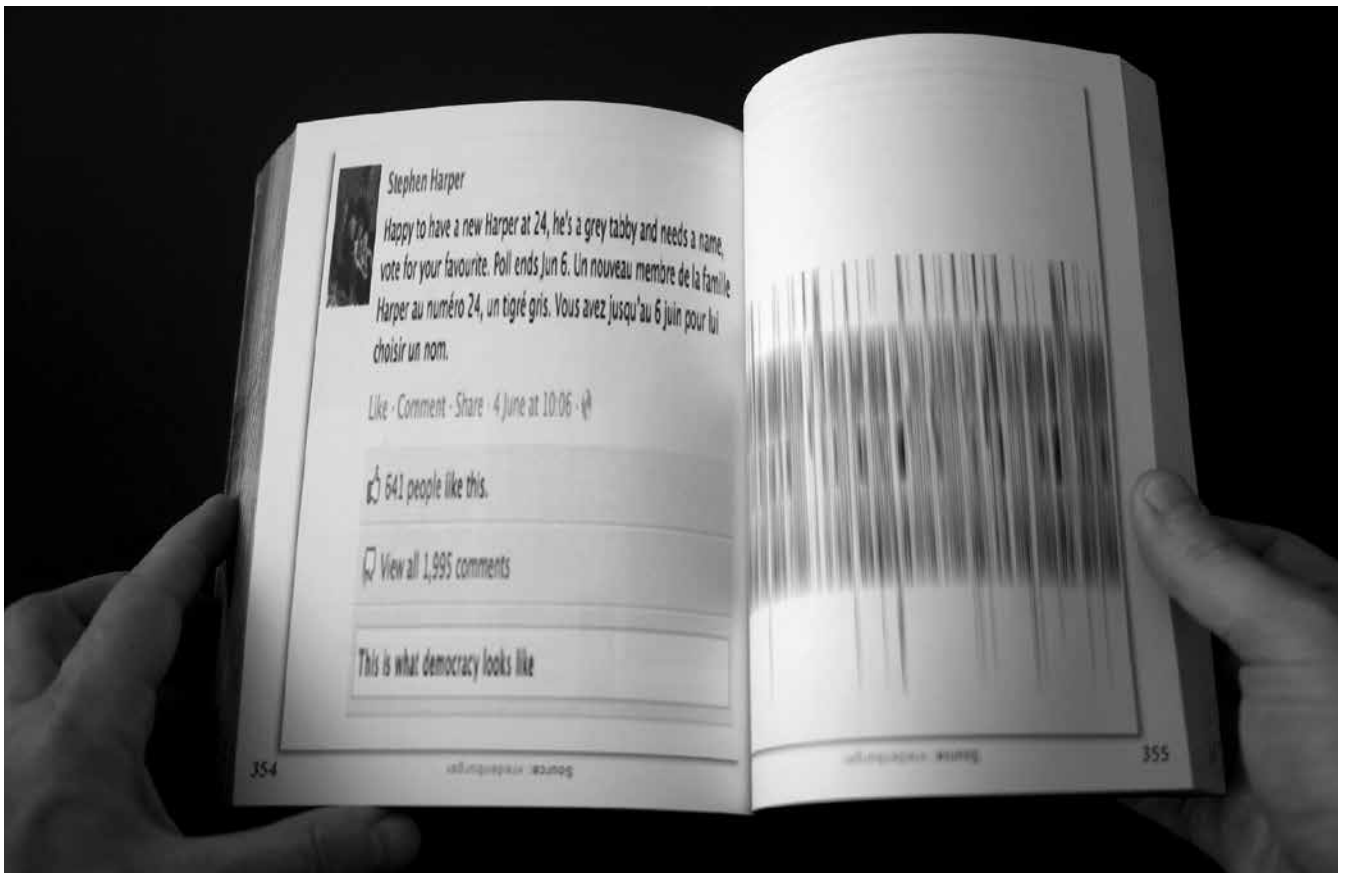 Stephen Harper
Happy to have a new Harper at 24, he's a grey tabby and needs a name,
vote for your favourite. Poll ends Jun 6. Un nouveau membre de la famille
Harper au numéro 24, un tigré gris. Vous avez jusqu'au 6 juin pour lui
choisir un nom.
Like · Comment · Share · 4 June at 10:06 ·
641 people like this.
View all 1,995 comments
This is what democracy looks like
354
Source:
Source:
355